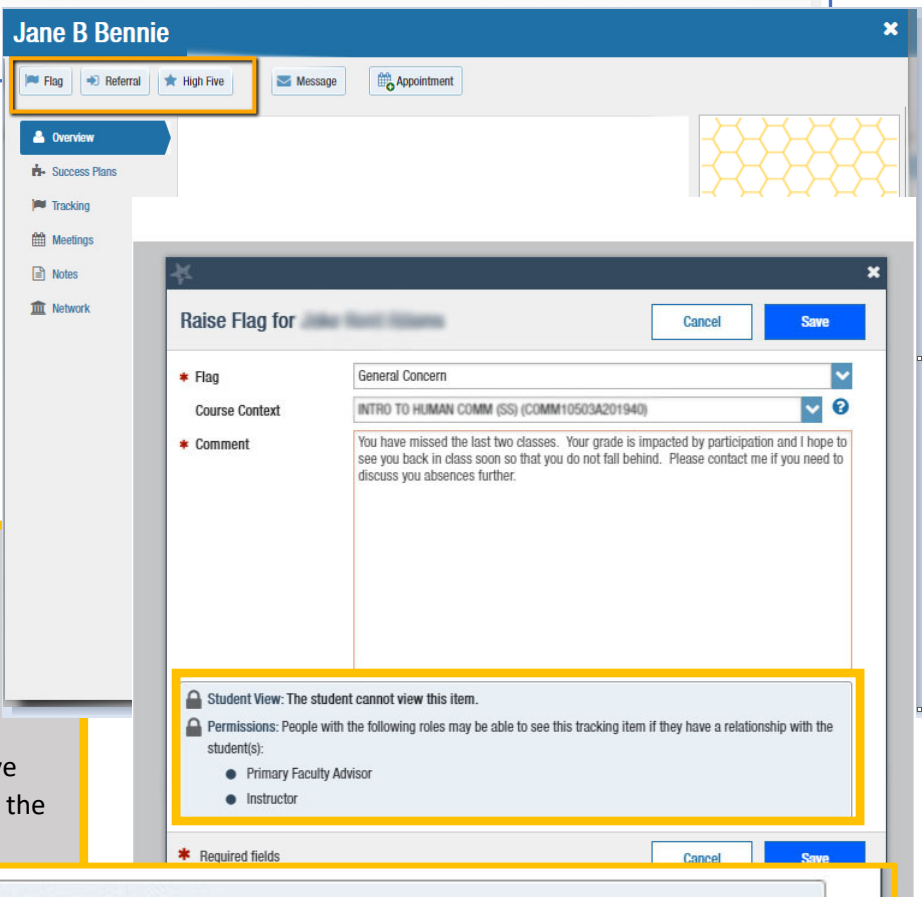 Jane B Bennie
Flag Referral High Five Message Appointment
Overview
Success Plans
Tracking
Meetings
Notes
Network
Raise Flag for
Cancel Save
* Flag General Concern
Course Context INTRO TO HUMAN COMM (SS) (COMM10503A201940)
* Comment You have missed the last two classes. Your grade is impacted by participation and I hope to
see you back in class soon so that you do not fall behind. Please contact me if you need to
discuss you absences further.
Student View: The student cannot view this item.
Permissions: People with the following roles may be able to see this tracking item if they have a relationship with the
student(s):
Primary Faculty Advisor
Instructor
the
* Required fields
Cancel Save